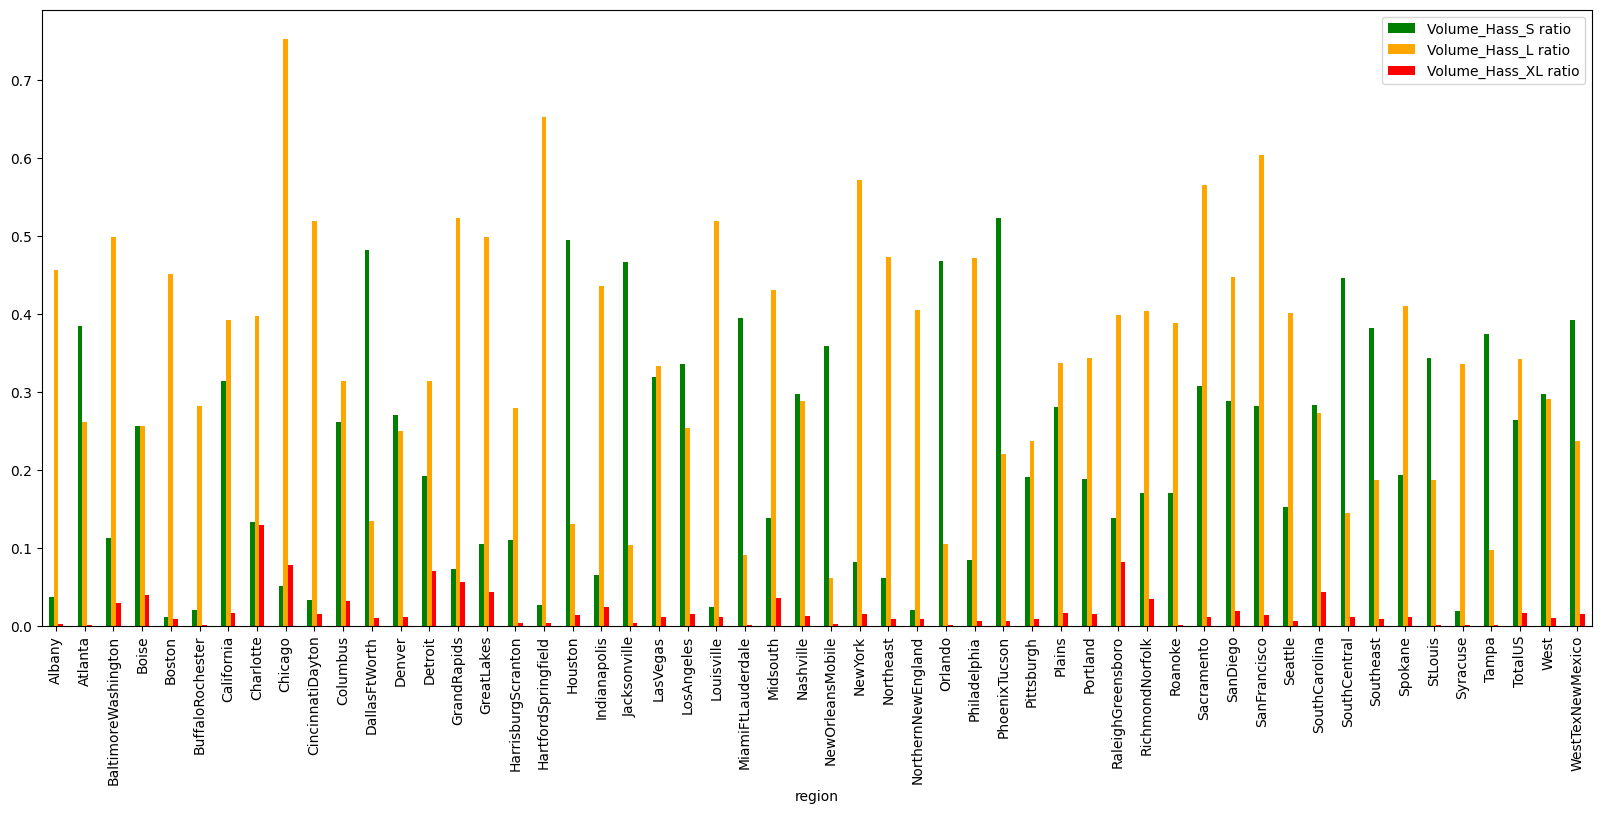 Volume_Hass_S ratio
Volume_Hass_L ratio
Volume_Hass_XL ratio
0.7
0.6
0.5
0.4
0.3
0.2
0.1
0.0
Albany
Atlanta
BaltimoreWashington
Boise
Boston
BuffaloRochester
California
Charlotte
Chicago
CincinnatiDayton
Columbus
DallasFtWorth
Denver
Detroit
GrandRapids
GreatLakes
HarrisburgScranton
HartfordSpringfield
Houston
Indianapolis
Jacksonville
LasVegas
LosAngeles
Louisville
MiamiFtLauderdale
Midsouth
Nashville
NewOrleansMobile
NewYork
Northeast
NorthernNewEngland
Orlando
Philadelphia
PhoenixTucson
Pittsburgh
Plains
Portland
RaleighGreensboro
RichmondNorfolk
Roanoke
Sacramento
SanDiego
SanFrancisco
Seattle
SouthCarolina
SouthCentral
Southeast
Spokane
StLouis
Syracuse
Tampa
TotalUS
West
WestTexNewMexico
region